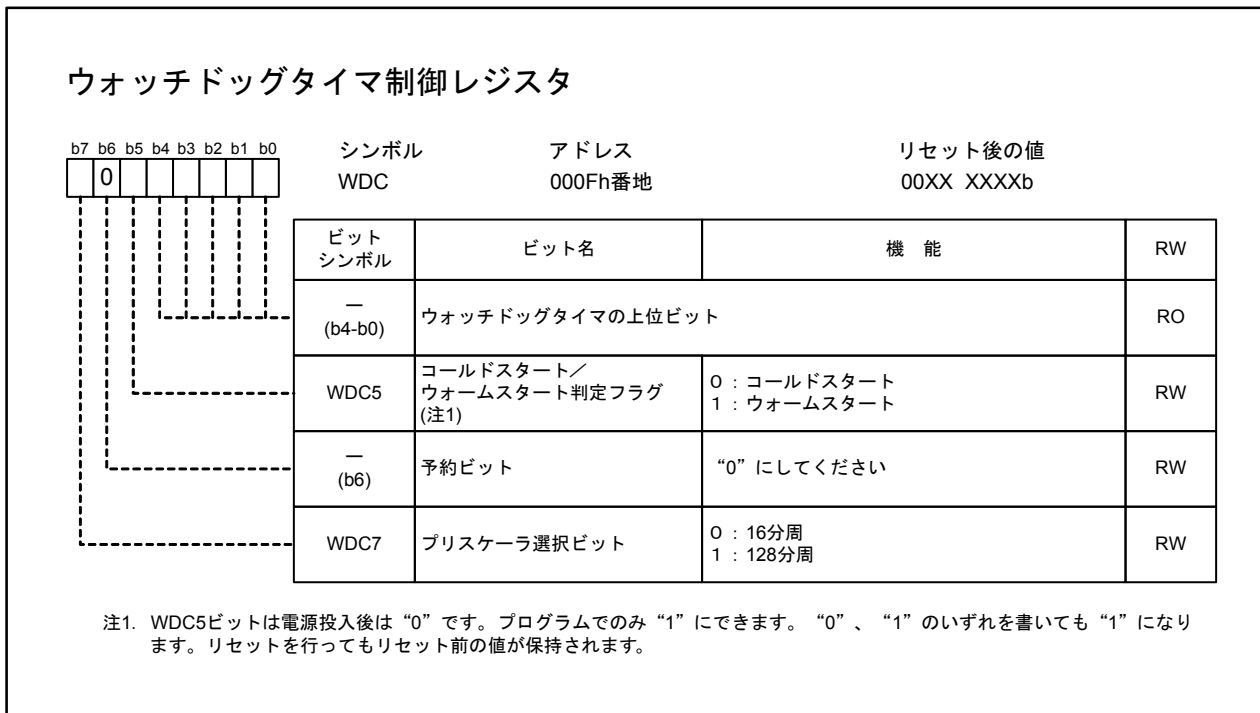 ウォッチドッグタイマ制御レジスタ
b7 b6 b5 b4 b3 b2 b1 b0
0
シンボル アドレス リセット後の値
WDC 000Fh番地 00XX XXXXb
ビット
シンボル
ビット名
機 能
RW
—
(b4-b0)
ウォッチドッグタイマの上位ビット
RO
WDC5
コールドスタート／
ウォームスタート判定フラグ
(注1)
0 : コールドスタート
1 : ウォームスタート
RW
—
(b6)
予約ビット
“0”にしてください
RW
WDC7
プリスケーラ選択ビット
0 : 16分周
1 : 128分周
RW
注1. WDC5ビットは電源投入後は“0”です。プログラムでのみ“1”にできます。“0”、“1”のいずれを書いても“1”になり
ます。リセットを行ってもリセット前の値が保持されます。